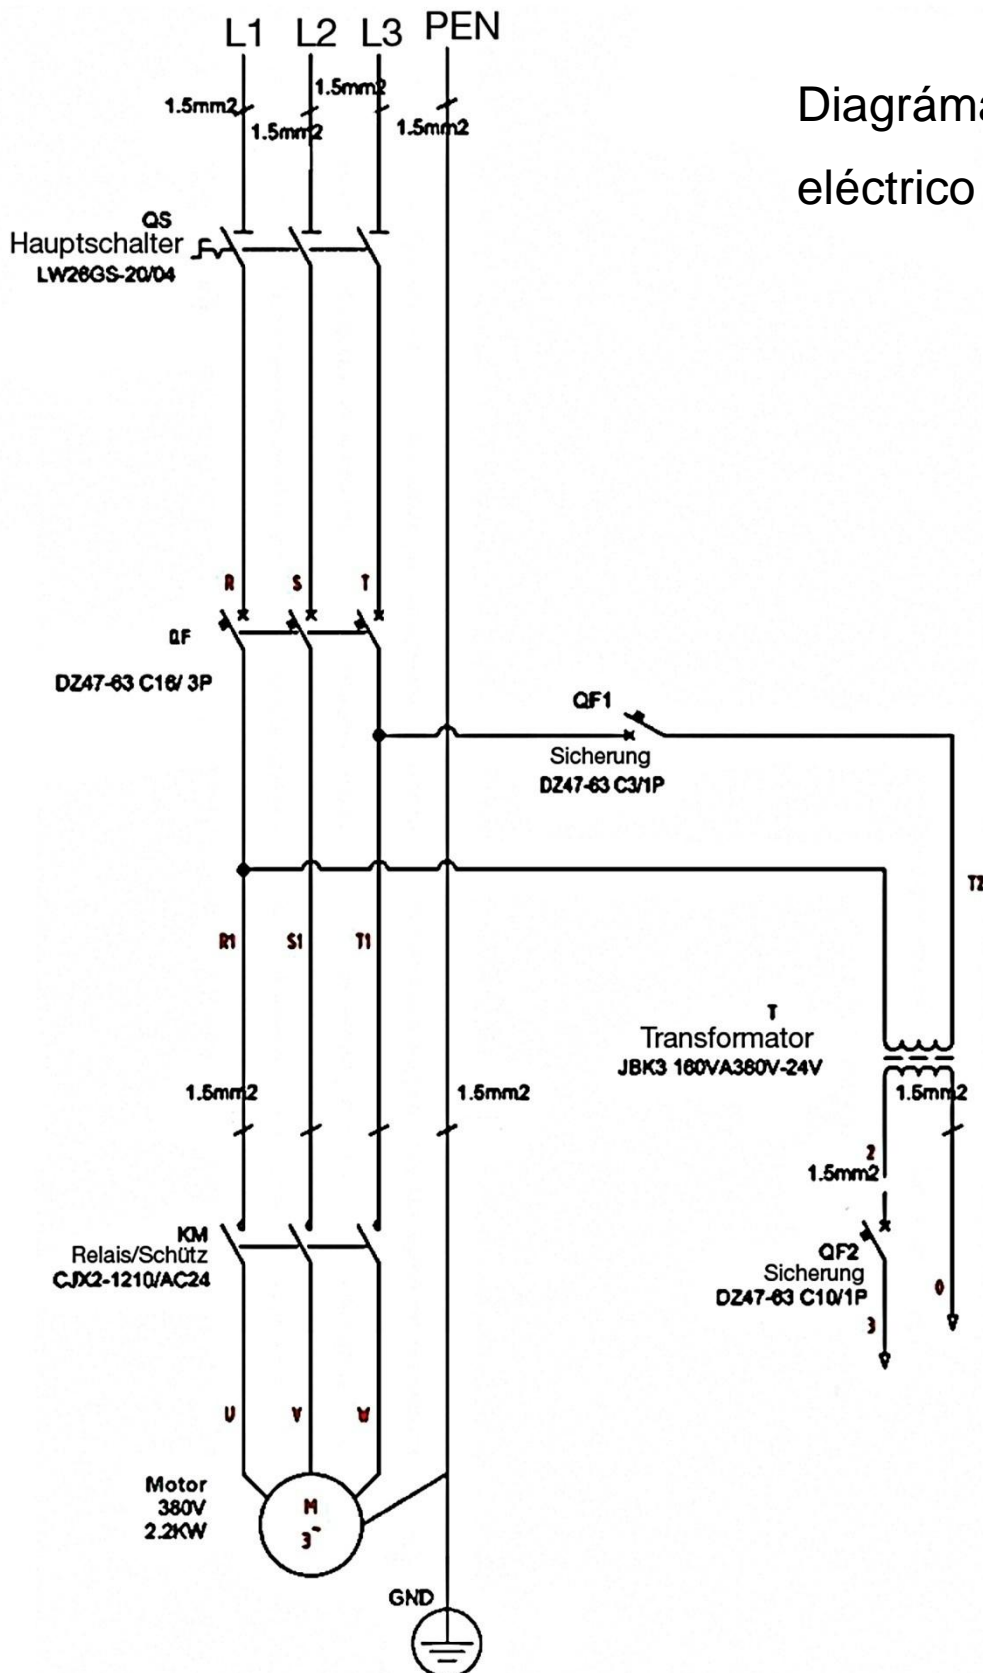 L1 L2 L3 PEN
1.5mm2
1.5mm2
1.5mm2
1.5mm2
Diagráma
eléctrico
QS
Hauptschalter
LW26GS-20/04
R S T
QF
DZ47-63 C16/ 3P
QF1
Sicherung
DZ47-63 C3/1P
R1 S1 T1
T
Transformator
JBK3 160VA380V-24V
1.5mm2
1.5mm2
1.5mm2
2
1.5mm2
KM
Relais/Schütz
CJX2-1210/AC24
QF2
Sicherung
DZ47-63 C10/1P
0
3
U V W
Motor
380V
2.2KW
M
3~
GND